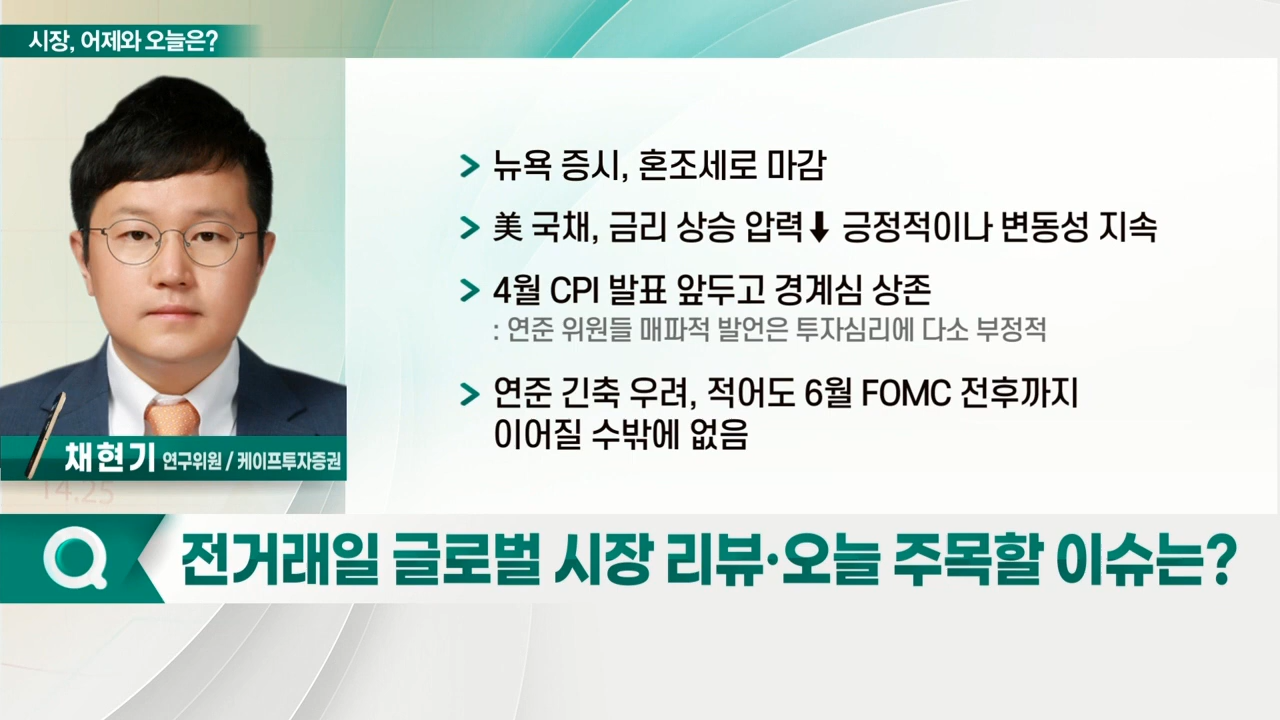 시장, 어제와 오늘은?
> 뉴욕 증시, 혼조세로 마감
> 美 국채, 금리 상승 압력⬇ 긍정적이나 변동성 지속
> 4월 CPI 발표 앞두고 경계심 상존
: 연준 위원들 매파적 발언은 투자심리에 다소 부정적
> 연준 긴축 우려, 적어도 6월 FOMC 전후까지
이어질 수밖에 없음
채현기 연구위원 / 케이프투자증권
14.25
Q 전거래일 글로벌 시장 리뷰·오늘 주목할 이슈는?